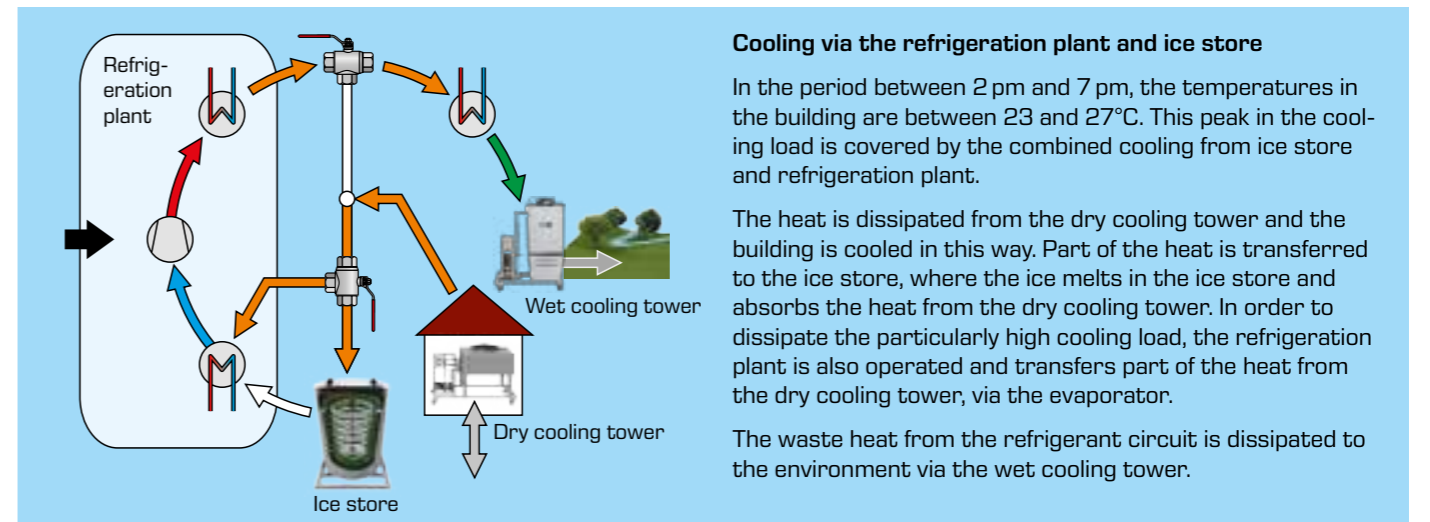 Refrig-
eration
plant
Wet cooling tower
Dry cooling tower
Ice store
Cooling via the refrigeration plant and ice store
In the period between 2 pm and 7 pm, the temperatures in
the building are between 23 and 27°C. This peak in the cool-
ing load is covered by the combined cooling from ice store
and refrigeration plant.
The heat is dissipated from the dry cooling tower and the
building is cooled in this way. Part of the heat is transferred
to the ice store, where the ice melts in the ice store and
absorbs the heat from the dry cooling tower. In order to
dissipate the particularly high cooling load, the refrigeration
plant is also operated and transfers part of the heat from
the dry cooling tower, via the evaporator.
The waste heat from the refrigerant circuit is dissipated to
the environment via the wet cooling tower.